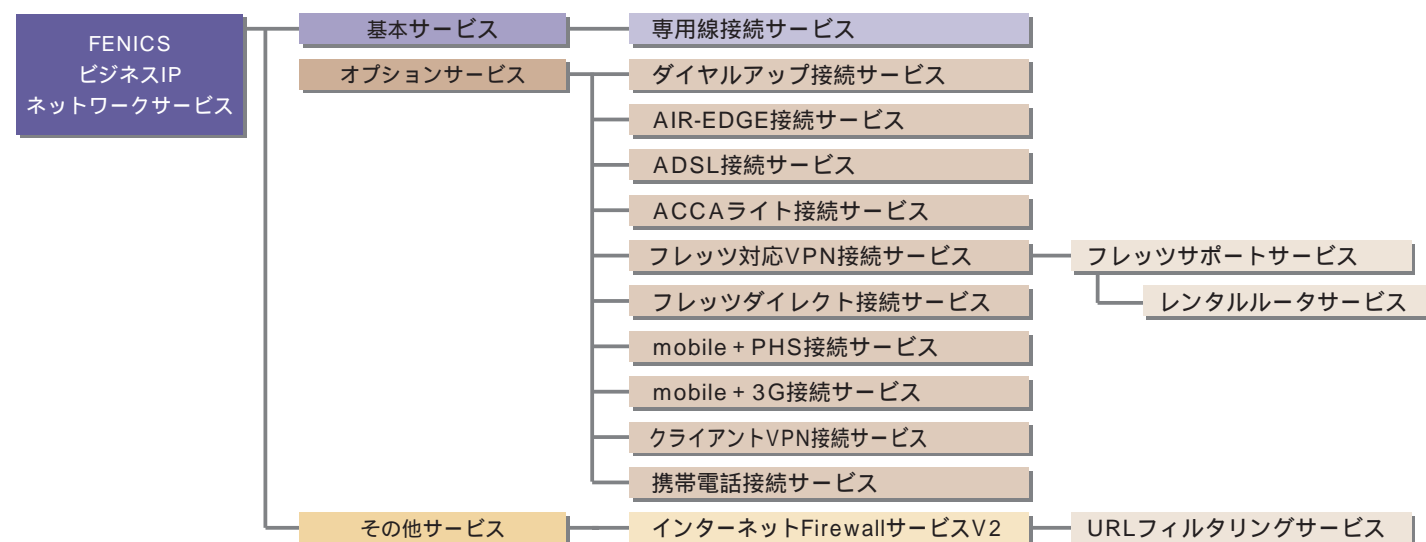 FENICS
ビジネスIP
ネットワークサービス
基本サービス
専用線接続サービス
オプションサービス
ダイヤルアップ接続サービス
AIR-EDGE接続サービス
ADSL接続サービス
ACCAライト接続サービス
フレッツ対応VPN接続サービス
フレッツサポートサービス
フレッツダイレクト接続サービス
レンタルルータサービス
mobile + PHS接続サービス
mobile + 3G接続サービス
クライアントVPN接続サービス
携帯電話接続サービス
その他サービス
インターネットFirewallサービスV2
URLフィルタリングサービス